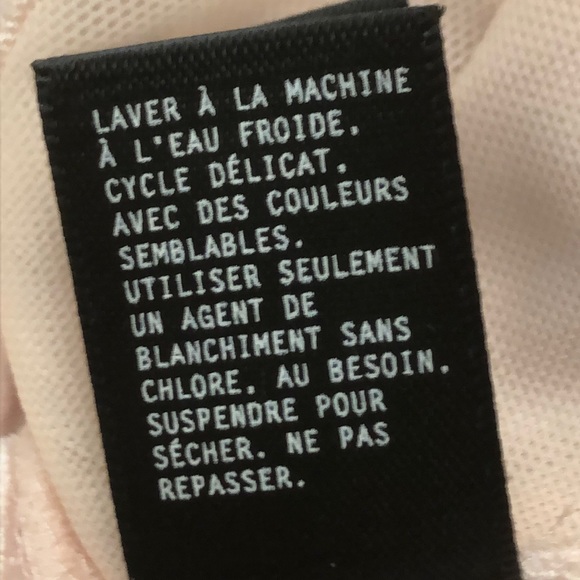 LAVER À LA MACHINE
À L'EAU FROIDE.
CYCLE DÉLICAT.
AVEC DES COULEURS
SEMBLABLES.
UTILISER SEULEMENT
UN AGENT DE
BLANCHIMENT SANS
CHLORE. AU BESOIN.
SUSPENDRE POUR
SÉCHER. NE PAS
REPASSER.